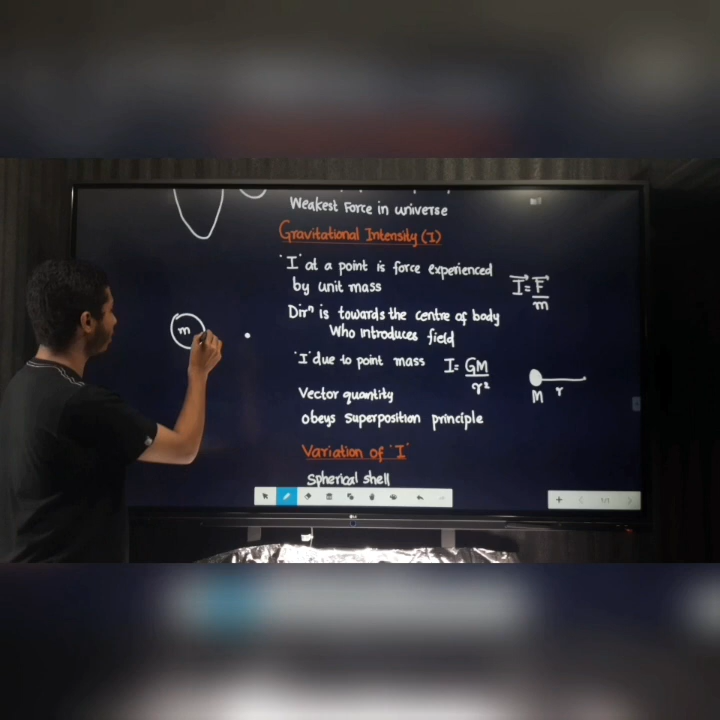 Weakest Force in universe
Gravitational Intensity (I)
'I' at a point is force experienced
by unit mass
I = F/m
Dirⁿ is towards the centre of body
Who introduces field
m
'I' due to point mass I = GM/r²
M r
Vector quantity
obeys superposition principle
Variation of 'I'
Spherical shell
LG